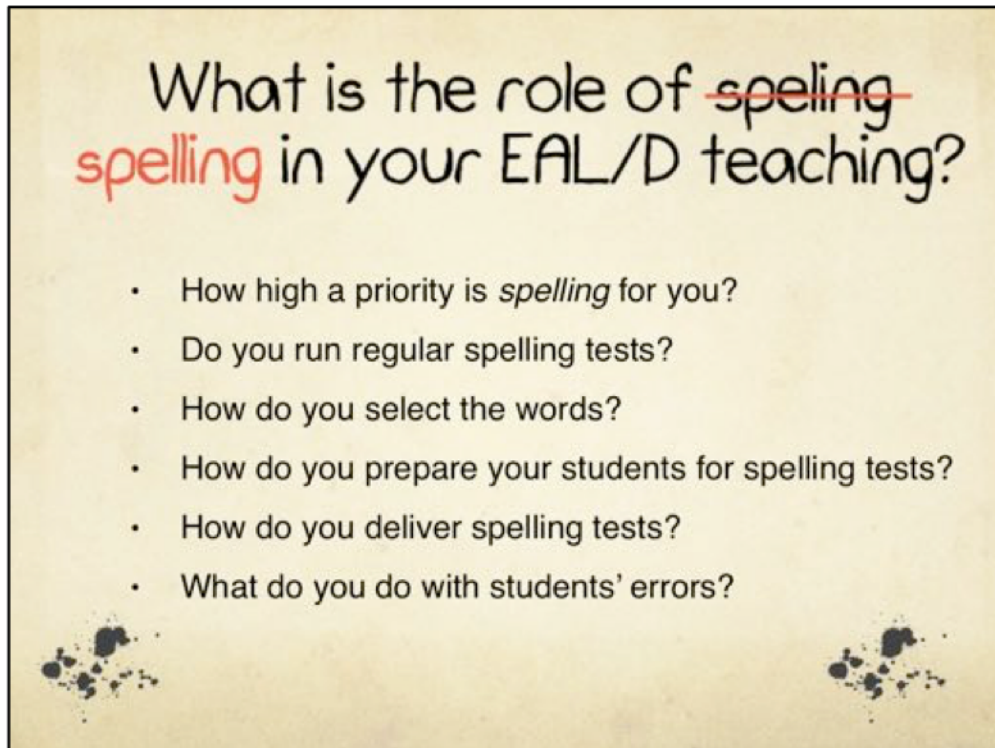 What is the role of speling
spelling in your EAL/D teaching?
• How high a priority is spelling for you?
• Do you run regular spelling tests?
• How do you select the words?
• How do you prepare your students for spelling tests?
• How do you deliver spelling tests?
• What do you do with students’ errors?